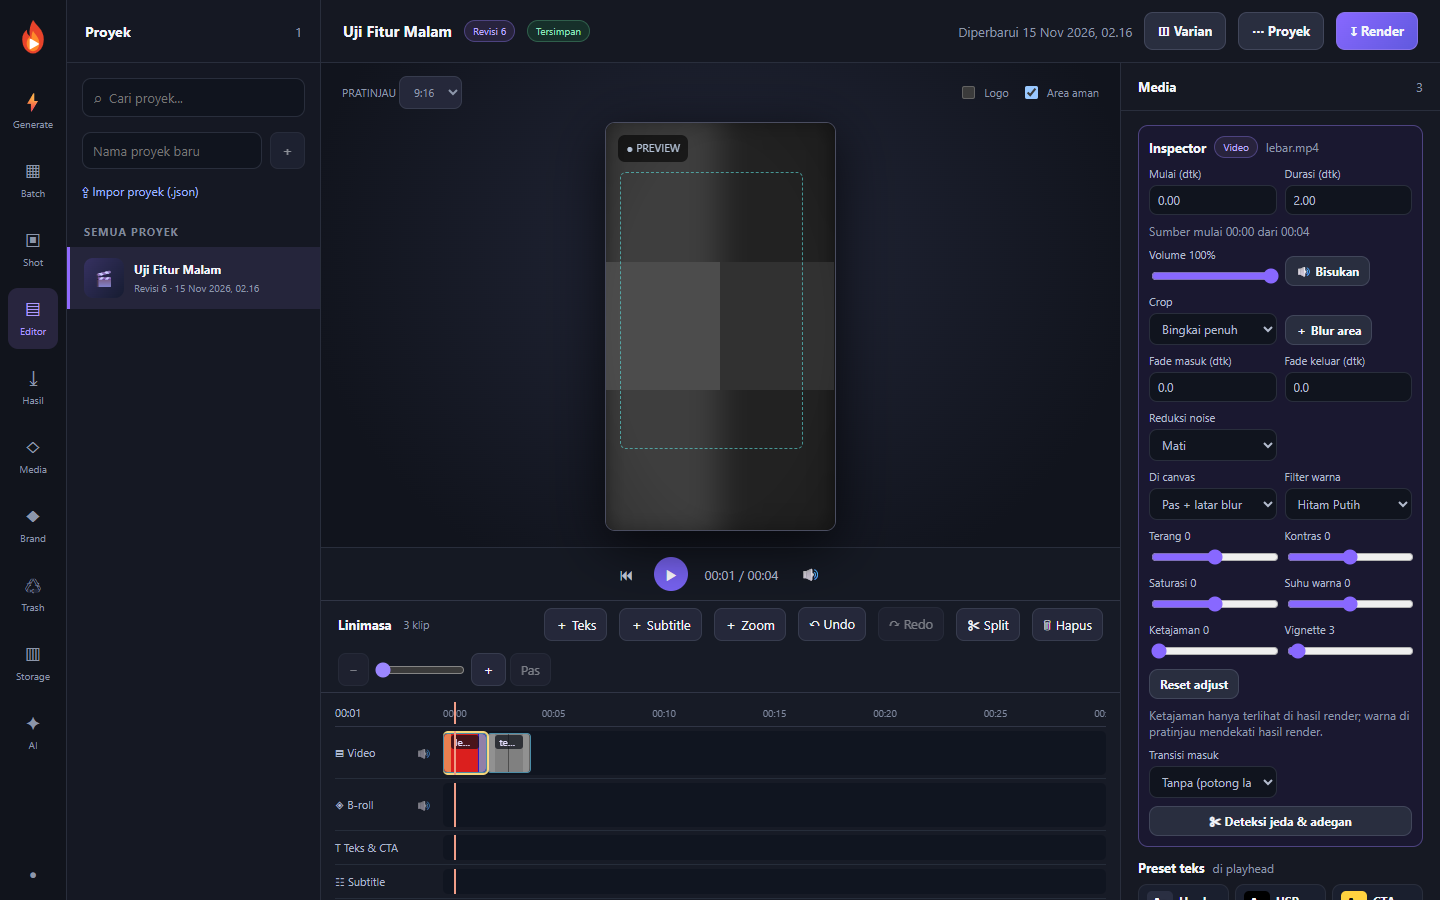 Generate
Batch
Shot
Editor
Hasil
Media
Brand
Trash
Storage
AI
Proyek 1
Cari proyek...
Nama proyek baru +
Impor proyek (.json)
SEMUA PROYEK
Uji Fitur Malam
Revisi 6 · 15 Nov 2026, 02.16
Uji Fitur Malam Revisi 6 Tersimpan
Diperbarui 15 Nov 2026, 02.16 Varian ··· Proyek Render
PRATINJAU 9:16 Logo Area aman
● PREVIEW
00:01 / 00:04
Linimasa 3 klip + Teks + Subtitle + Zoom Undo Redo Split Hapus
− + Pas
00:01 00:00 00:05 00:10 00:15 00:20 00:25 00:
Video le... te...
B-roll
T Teks & CTA
Subtitle
Media 3
Inspector Video lebar.mp4
Mulai (dtk) Durasi (dtk)
0.00 2.00
Sumber mulai 00:00 dari 00:04
Volume 100%
Bisukan
Crop
Bingkai penuh + Blur area
Fade masuk (dtk) Fade keluar (dtk)
0.0 0.0
Reduksi noise
Mati
Di canvas Filter warna
Pas + latar blur Hitam Putih
Terang 0 Kontras 0
Saturasi 0 Suhu warna 0
Ketajaman 0 Vignette 3
Reset adjust
Ketajaman hanya terlihat di hasil render; warna di
pratinjau mendekati hasil render.
Transisi masuk
Tanpa (potong la
Deteksi jeda & adegan
Preset teks di playhead